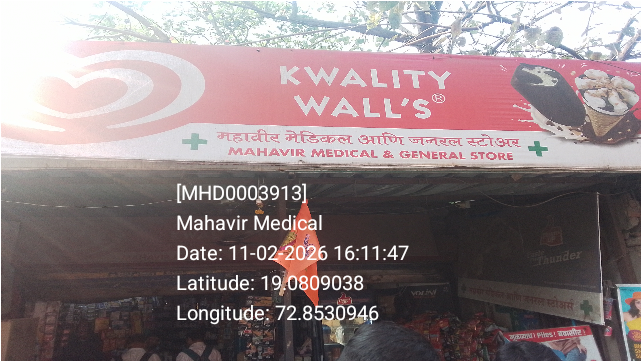 KWALITY
WALL'S®
महावीर मेडिकल आणि जनरल स्टोअर
MAHAVIR MEDICAL & GENERAL STORE
[MHD0003913]
Mahavir Medical
Date: 11-02-2026 16:11:47
Latitude: 19.0809038
Longitude: 72.8530946
Thunder